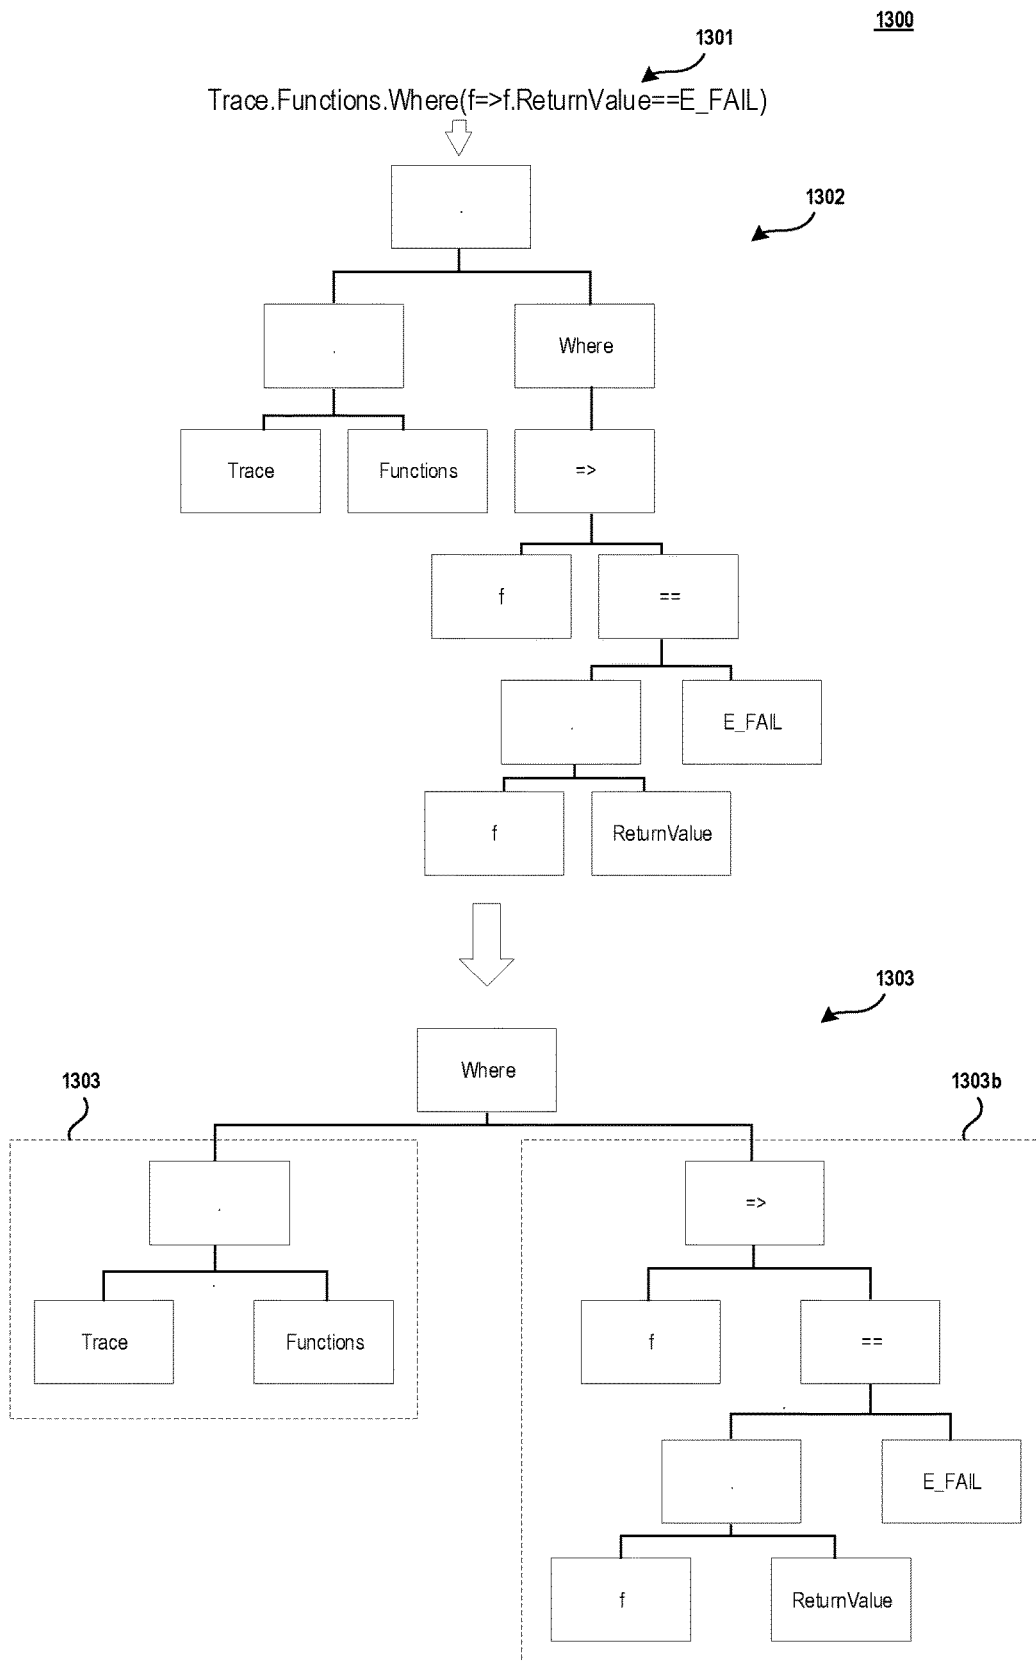 1300
1301
Trace.Functions.Where(f=>f.ReturnValue==E_FAIL)
.
1302
. Where
Trace Functions =>
f ==
. E_FAIL
f ReturnValue
1303
Where
1303 1303b
. =>
Trace Functions f ==
. E_FAIL
f ReturnValue